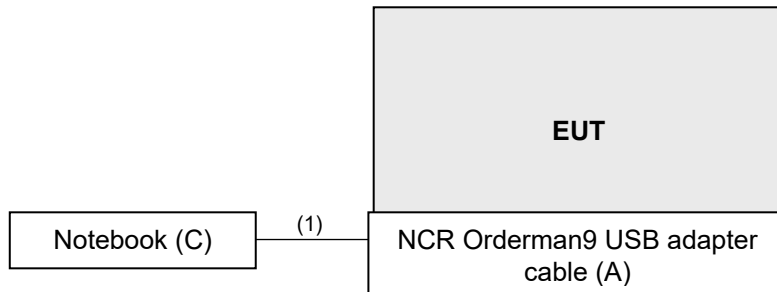 EUT
Notebook (C)
(1)
NCR Orderman9 USB adapter
cable (A)